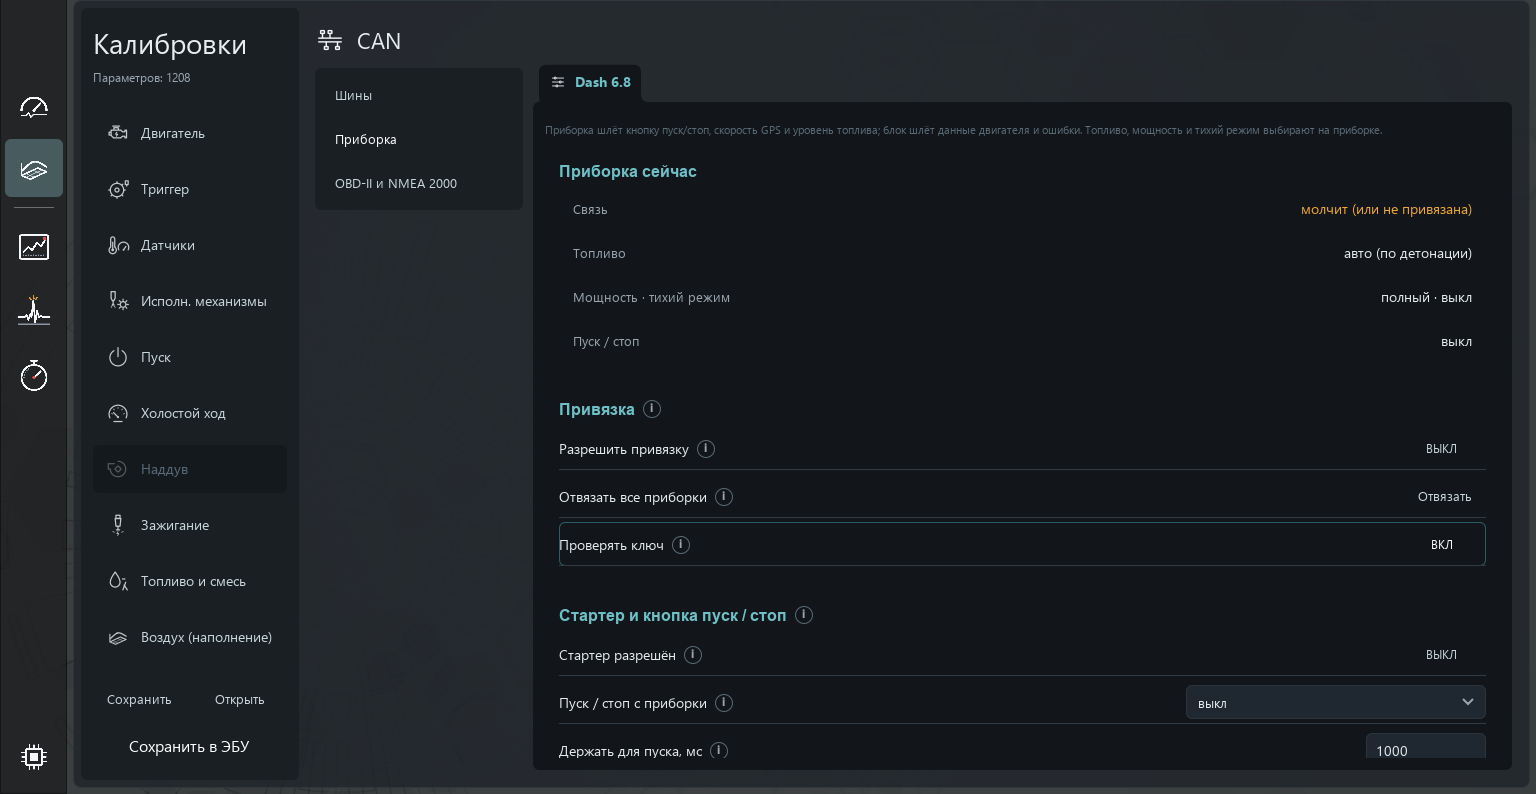 Калибровки
Параметров: 1208
Двигатель
Триггер
Датчики
Исполн. механизмы
Пуск
Холостой ход
Наддув
Зажигание
Топливо и смесь
Воздух (наполнение)
Сохранить
Открыть
Сохранить в ЭБУ
CAN
Шины
Приборка
OBD-II и NMEA 2000
Dash 6.8
Приборка шлёт кнопку пуск/стоп, скорость GPS и уровень топлива; блок шлёт данные двигателя и ошибки. Топливо, мощность и тихий режим выбирают на приборке.
Приборка сейчас
Связь молчит (или не привязана)
Топливо авто (по детонации)
Мощность · тихий режим полный · выкл
Пуск / стоп выкл
Привязка
Разрешить привязку ВЫКЛ
Отвязать все приборки Отвязать
Проверять ключ ВКЛ
Стартер и кнопка пуск / стоп
Стартер разрешён ВЫКЛ
Пуск / стоп с приборки выкл
Держать для пуска, мс 1000